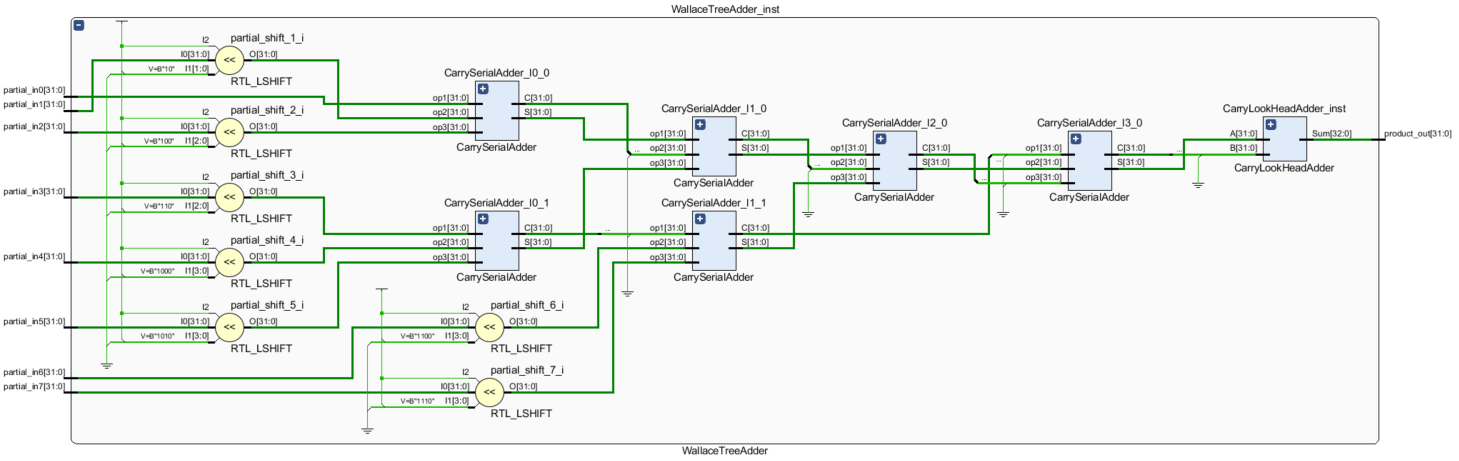 WallaceTreeAdder_inst
partial_shift_1_i
I2
I0[31:0]
O[31:0]
<<
V=B"10"
I1[1:0]
RTL_LSHIFT
partial_in0[31:0]
partial_in1[31:0]
partial_shift_2_i
I2
partial_in2[31:0]
I0[31:0]
O[31:0]
<<
V=B"100"
I1[2:0]
RTL_LSHIFT
partial_shift_3_i
I2
partial_in3[31:0]
I0[31:0]
O[31:0]
<<
V=B"110"
I1[2:0]
RTL_LSHIFT
partial_shift_4_i
I2
partial_in4[31:0]
I0[31:0]
O[31:0]
<<
V=B"1000"
I1[3:0]
RTL_LSHIFT
partial_shift_5_i
I2
partial_in5[31:0]
I0[31:0]
O[31:0]
<<
V=B"1010"
I1[3:0]
RTL_LSHIFT
partial_shift_6_i
I2
I0[31:0]
O[31:0]
<<
V=B"1100"
I1[3:0]
RTL_LSHIFT
partial_in6[31:0]
partial_in7[31:0]
partial_shift_7_i
I2
I0[31:0]
O[31:0]
<<
V=B"1110"
I1[3:0]
RTL_LSHIFT
CarrySerialAdder_l0_0
op1[31:0]
C[31:0]
op2[31:0]
S[31:0]
op3[31:0]
CarrySerialAdder
CarrySerialAdder_l0_1
op1[31:0]
C[31:0]
...
op2[31:0]
S[31:0]
op3[31:0]
CarrySerialAdder
CarrySerialAdder_l1_0
op1[31:0]
C[31:0]
...
op2[31:0]
S[31:0]
op3[31:0]
CarrySerialAdder
CarrySerialAdder_l1_1
op1[31:0]
C[31:0]
op2[31:0]
S[31:0]
op3[31:0]
CarrySerialAdder
CarrySerialAdder_l2_0
op1[31:0]
C[31:0]
...
op2[31:0]
S[31:0]
op3[31:0]
CarrySerialAdder
CarrySerialAdder_l3_0
op1[31:0]
C[31:0]
...
...
op2[31:0]
S[31:0]
...
op3[31:0]
CarrySerialAdder
CarryLookHeadAdder_inst
A[31:0]
Sum[32:0]
B[31:0]
CarryLookHeadAdder
product_out[31:0]
WallaceTreeAdder